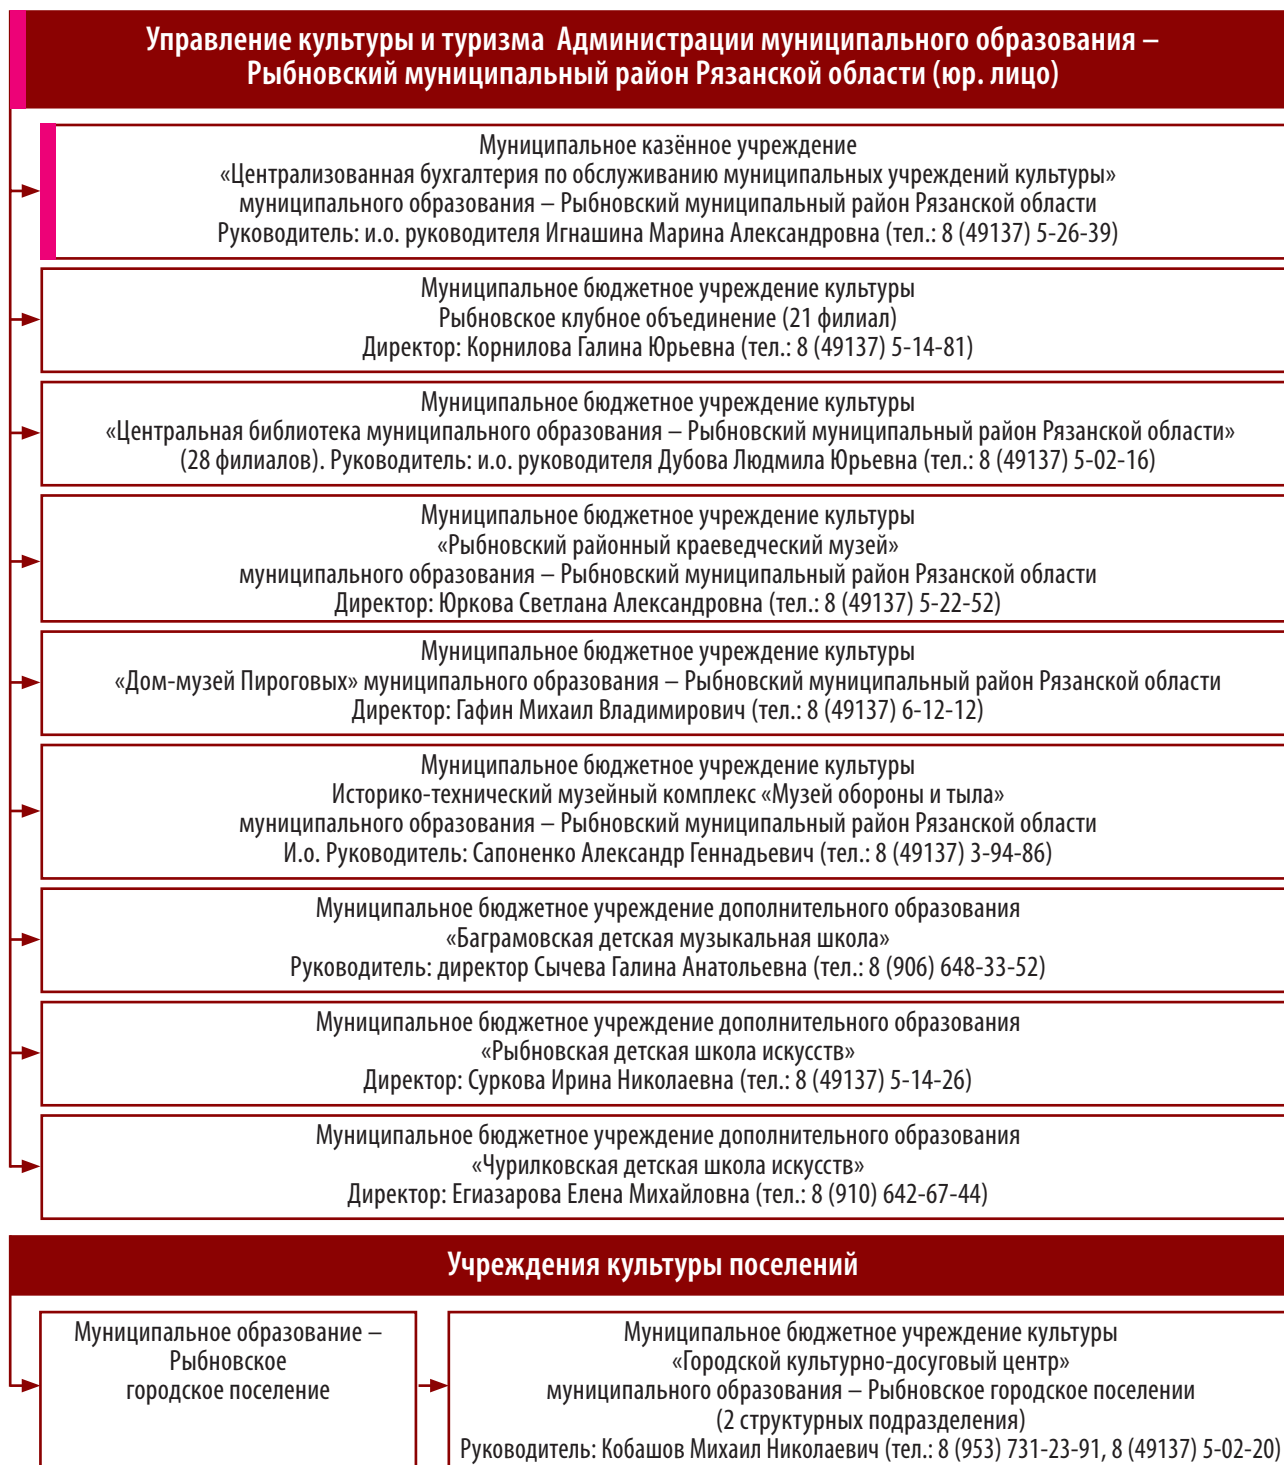 Управление культуры и туризма Администрации муниципального образования –
Рыбновский муниципальный район Рязанской области (юр. лицо)
Муниципальное казённое учреждение
«Централизованная бухгалтерия по обслуживанию муниципальных учреждений культуры»
муниципального образования – Рыбновский муниципальный район Рязанской области
Руководитель: и.о. руководителя Игнашина Марина Александровна (тел.: 8 (49137) 5-26-39)
Муниципальное бюджетное учреждение культуры
Рыбновское клубное объединение (21 филиал)
Директор: Корнилова Галина Юрьевна (тел.: 8 (49137) 5-14-81)
Муниципальное бюджетное учреждение культуры
«Центральная библиотека муниципального образования – Рыбновский муниципальный район Рязанской области»
(28 филиалов). Руководитель: и.о. руководителя Дубова Людмила Юрьевна (тел.: 8 (49137) 5-02-16)
Муниципальное бюджетное учреждение культуры
«Рыбновский районный краеведческий музей»
муниципального образования – Рыбновский муниципальный район Рязанской области
Директор: Юркова Светлана Александровна (тел.: 8 (49137) 5-22-52)
Муниципальное бюджетное учреждение культуры
«Дом-музей Пироговых» муниципального образования – Рыбновский муниципальный район Рязанской области
Директор: Гафин Михаил Владимирович (тел.: 8 (49137) 6-12-12)
Муниципальное бюджетное учреждение культуры
Историко-технический музейный комплекс «Музей обороны и тыла»
муниципального образования – Рыбновский муниципальный район Рязанской области
И.о. Руководитель: Сапоненко Александр Геннадьевич (тел.: 8 (49137) 3-94-86)
Муниципальное бюджетное учреждение дополнительного образования
«Баграмовская детская музыкальная школа»
Руководитель: директор Сычева Галина Анатольевна (тел.: 8 (906) 648-33-52)
Муниципальное бюджетное учреждение дополнительного образования
«Рыбновская детская школа искусств»
Директор: Суркова Ирина Николаевна (тел.: 8 (49137) 5-14-26)
Муниципальное бюджетное учреждение дополнительного образования
«Чурилковская детская школа искусств»
Директор: Егиазарова Елена Михайловна (тел.: 8 (910) 642-67-44)
Учреждения культуры поселений
Муниципальное образование –
Рыбновское
городское поселение
Муниципальное бюджетное учреждение культуры
«Городской культурно-досуговый центр»
муниципального образования – Рыбновское городское поселении
(2 структурных подразделения)
Руководитель: Кобашов Михаил Николаевич (тел.: 8 (953) 731-23-91, 8 (49137) 5-02-20)